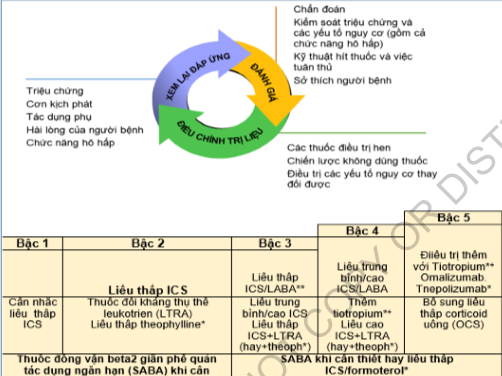 Chẩn đoán
Kiểm soát triệu chứng và
các yếu tố nguy cơ (gồm cả
chức năng hô hấp)
Kỹ thuật hít thuốc và việc
tuân thủ
Sở thích người bệnh
XEM LẠI ĐÁP ỨNG
ĐÁNH GIÁ
ĐIỀU CHỈNH TRỊ LIỆU
Triệu chứng
Cơn kịch phát
Tác dụng phụ
Hài lòng của người bệnh
Chức năng hô hấp
Các thuốc điều trị hen
Chiến lược không dùng thuốc
Điều trị các yếu tố nguy cơ thay
đổi được
Bậc 1
Bậc 2
Bậc 3
Bậc 4
Bậc 5
Liều thấp ICS
Liều thấp
ICS/LABA**
Liều trung
bình/cao
ICS/LABA
Điiêu trị thêm
với Tiotropium*+
Omalizumab.
Tnepolizumab*
Cân nhắc
liều thấp
ICS
Thuốc đối kháng thụ thể
leukotrien (LTRA)
Liều thấp theophylline*
Liều trung
bình/cao ICS
Liều thấp
ICS+LTRA
(hay+theoph*)
Thêm
tiotropium*+
Liều cao
ICS+LTRA
(hay+theoph*)
Bổ sung liều
thấp corticoid
uống (OCS)
Thuốc đồng vận beta2 giãn phế quản
tác dụng ngắn hạn (SABA) khi cần
SABA khi cần thiết hay liều thấp
ICS/formoterol*
COPY OR DIST